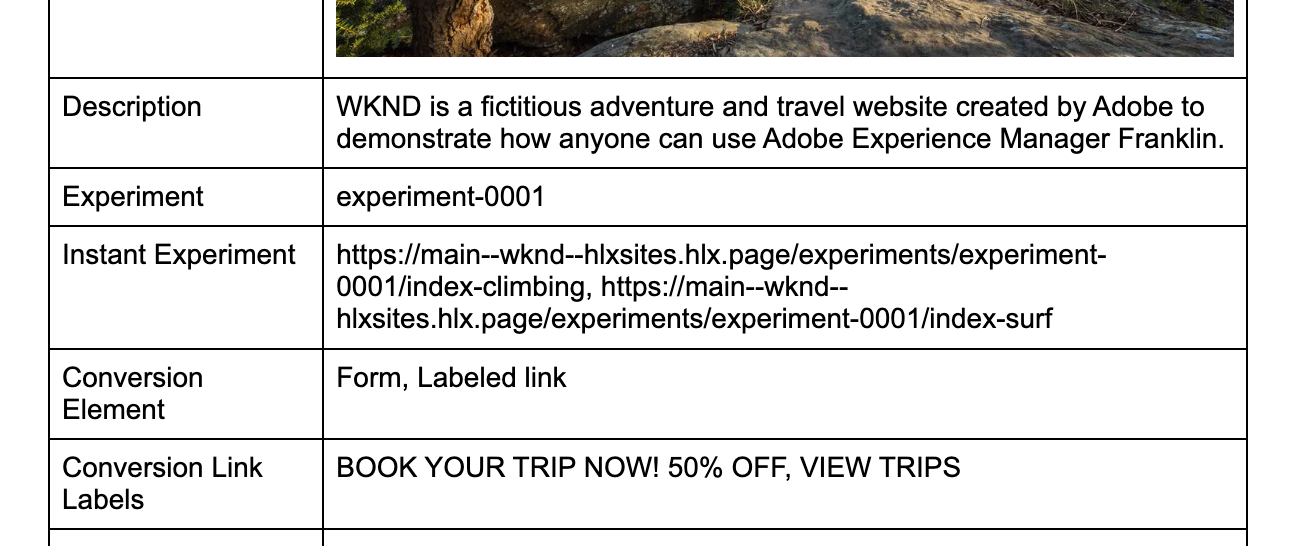 Description
WKND is a fictitious adventure and travel website created by Adobe to
demonstrate how anyone can use Adobe Experience Manager Franklin.
Experiment
experiment-0001
Instant Experiment
https://main--wknd--hlxsites.hlx.page/experiments/experiment-
0001/index-climbing, https://main--wknd--
hlxsites.hlx.page/experiments/experiment-0001/index-surf
Conversion
Element
Form, Labeled link
Conversion Link
Labels
BOOK YOUR TRIP NOW! 50% OFF, VIEW TRIPS